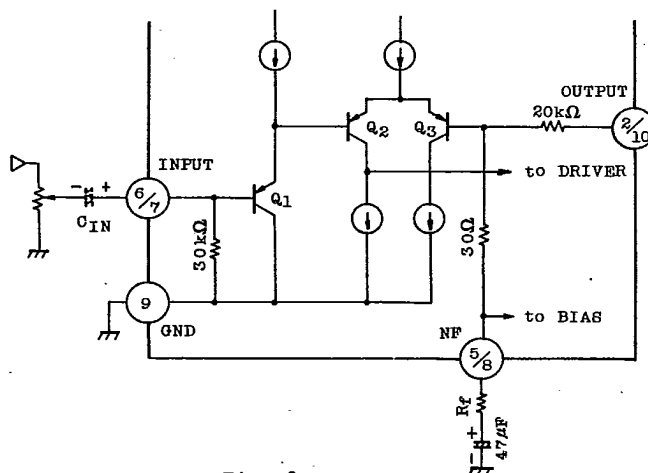 OUTPUT
20kΩ
2/10
Q2
Q3
INPUT
6/7
Q1
to DRIVER
CIN
30kΩ
30Ω
9
GND
to BIAS
NF
5/8
Rf
47μF